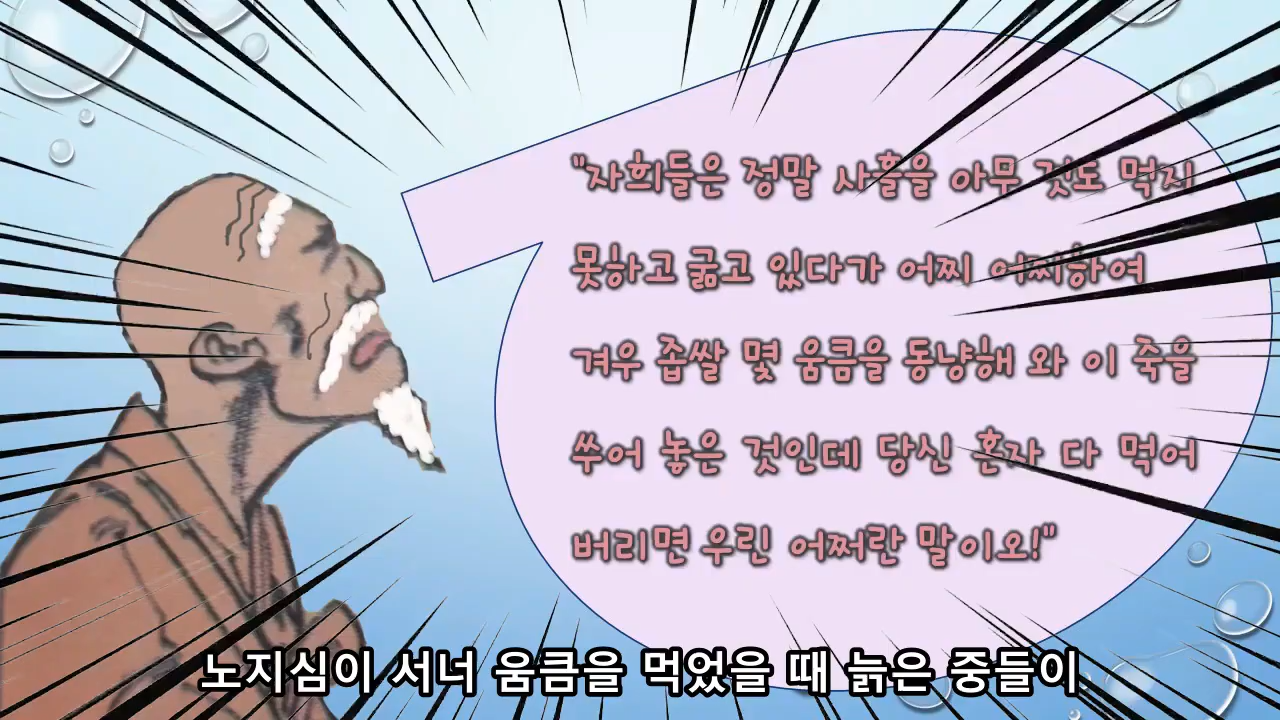 "자희들은 정말 사흘을 아무 것도 먹지
못하고 굶고 있다가 어찌 어찌하여
겨우 좁쌀 몇 움큼을 동냥해 와 이 죽을
쑤어 놓은 것인데 당신 혼자 다 먹어
버리면 우린 어쩌란 말이오!"
노지심이 서너 움큼을 먹었을 때 늙은 중들이